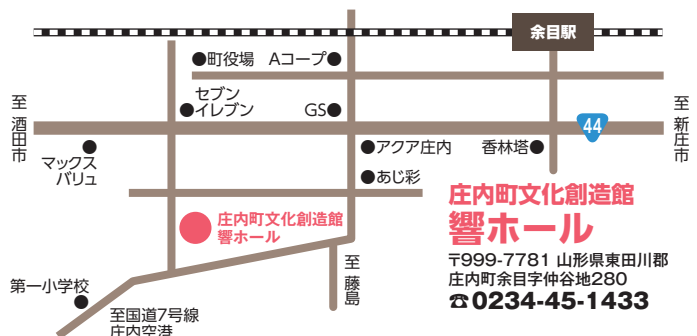 余目駅
●町役場 Aコープ●
セブン
●イレブン
GS●
至 酒田市
至 新庄市
44
マックス
バリュ
●アクア庄内
香林塔●
●あじ彩
庄内町文化創造館
響ホール
庄内町文化創造館
響ホール
〒999-7781 山形県東田川郡
庄内町余目字仲谷地280
☎0234-45-1433
至 藤島
第一小学校
至国道7号線
庄内空港